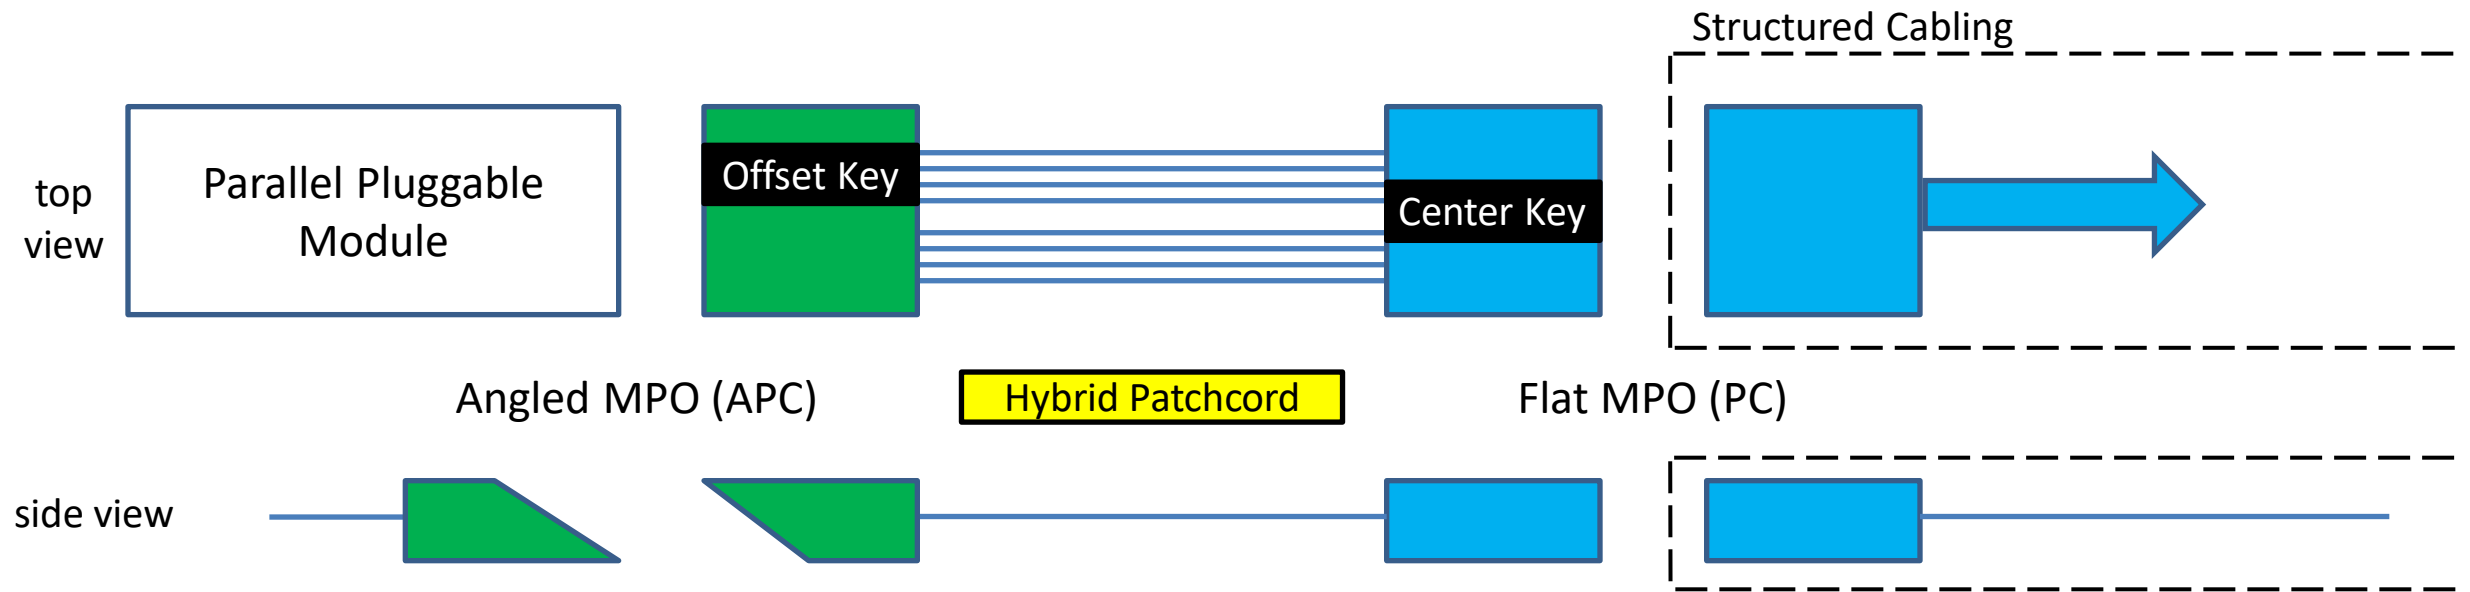 Structured Cabling
top
view
Parallel Pluggable
Module
Offset Key
Center Key
Angled MPO (APC)
Hybrid Patchcord
Flat MPO (PC)
side view